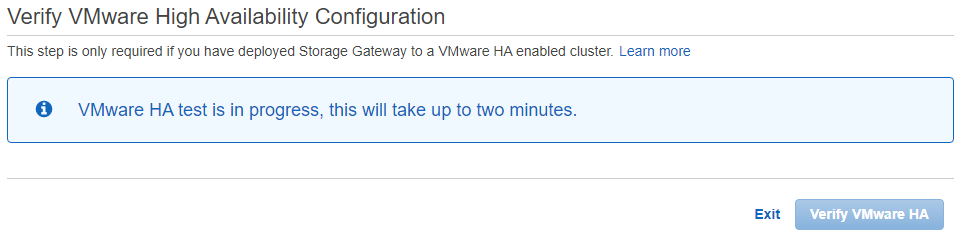 Verify VMware High Availability Configuration
This step is only required if you have deployed Storage Gateway to a VMware HA enabled cluster. Learn more
VMware HA test is in progress, this will take up to two minutes.
Exit Verify VMware HA